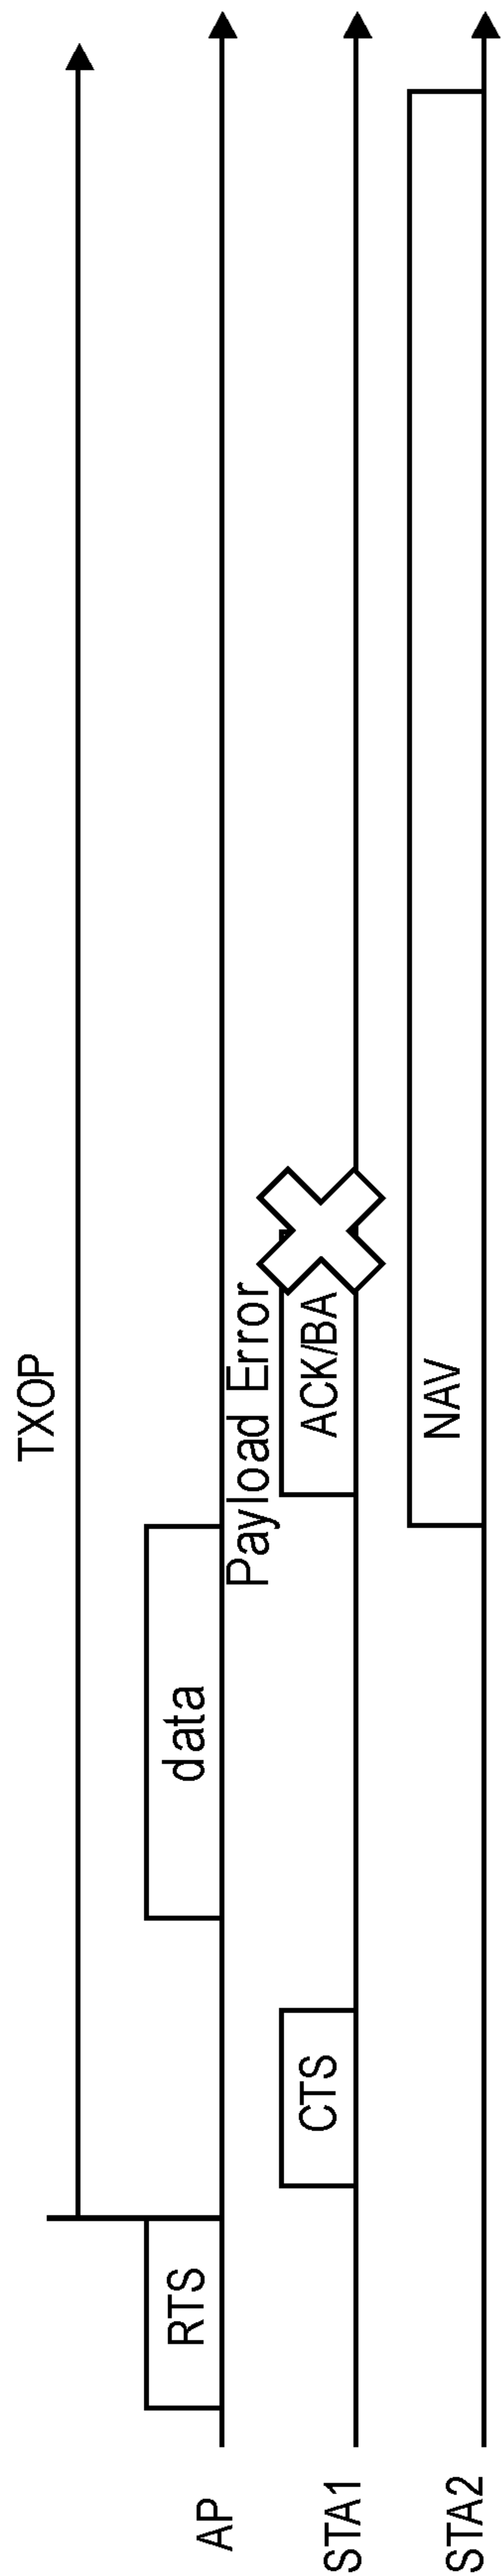 TXOP
AP
RTS
data
Payload Error
STA1
CTS
ACK/BA
STA2
NAV